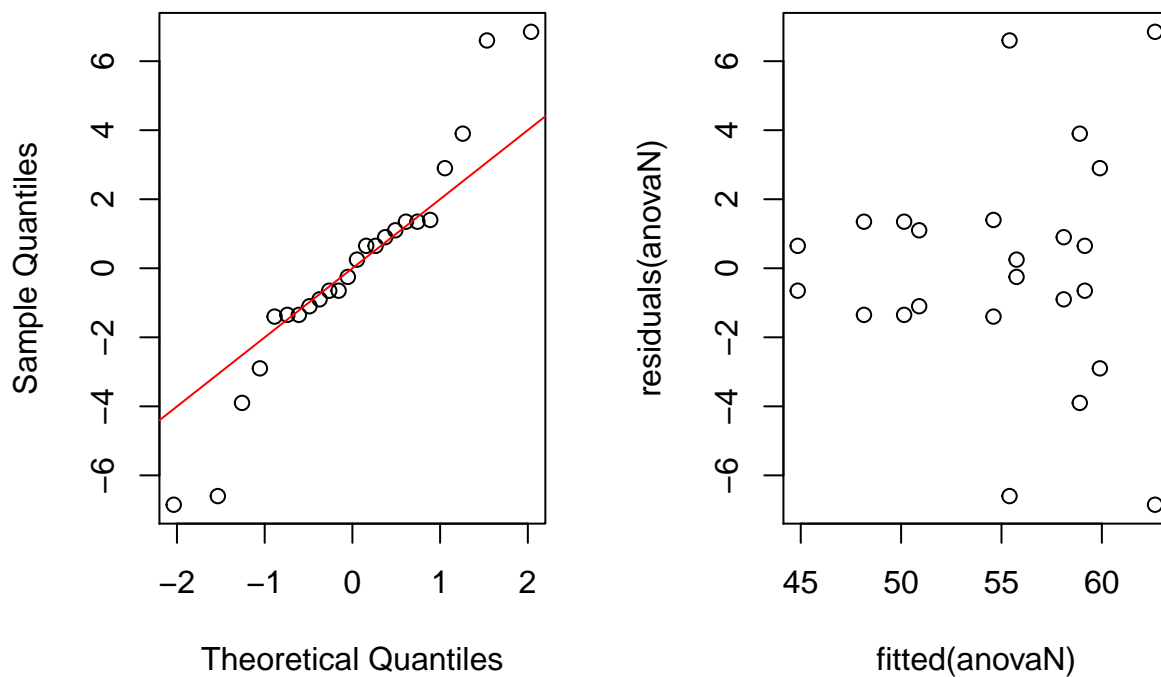 6
4
2
0
−2
−4
−6
Sample Quantiles
−2 −1 0 1 2
Theoretical Quantiles
6
4
2
0
−2
−4
−6
residuals(anovaN)
45 50 55 60
fitted(anovaN)